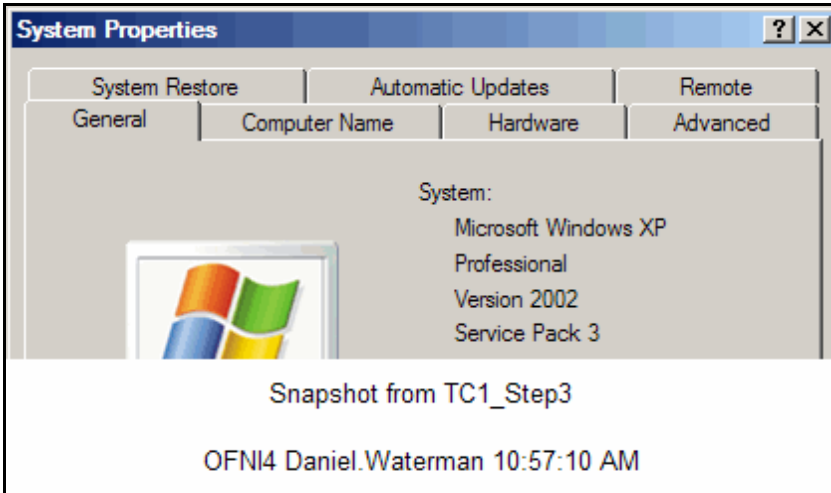 System Properties
? X
System Restore Automatic Updates Remote
General Computer Name Hardware Advanced
System:
Microsoft Windows XP
Professional
Version 2002
Service Pack 3
Snapshot from TC1_Step3
OFNI4 Daniel.Waterman 10:57:10 AM